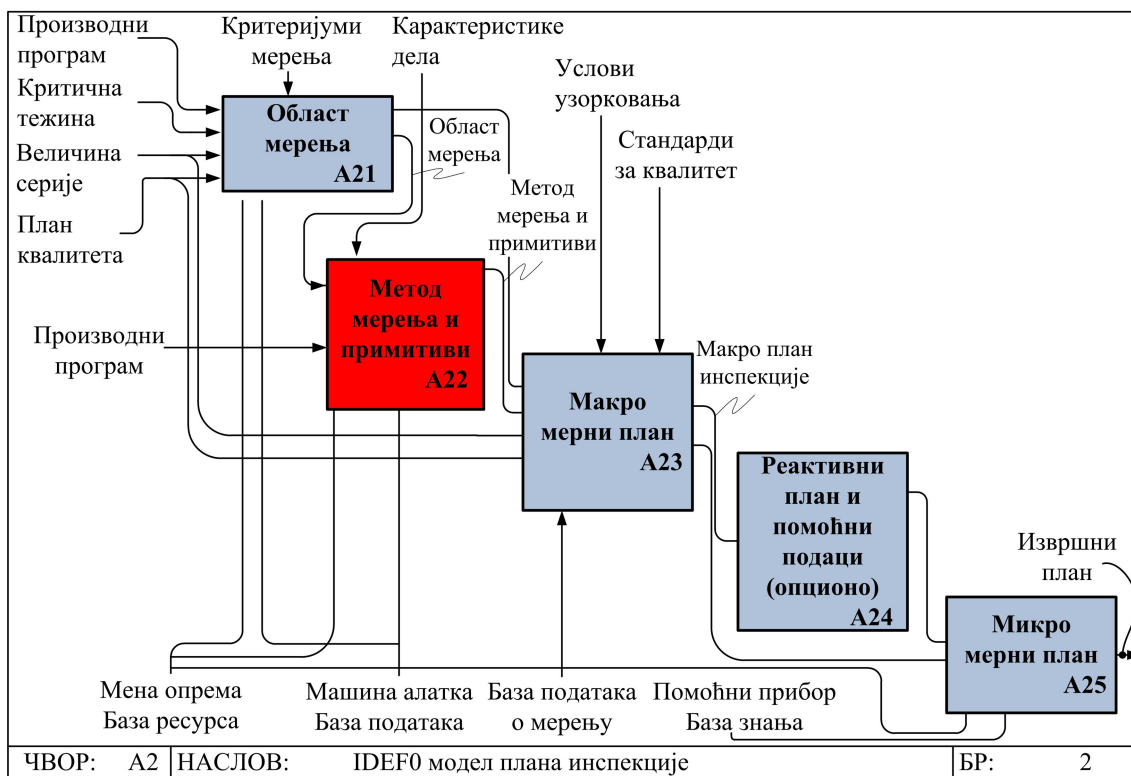 Производни
програм
Критична
тежина
Величина
серије
План
квалитета
Критеријуми
мерења
Карактеристике
дела
Област
мерења
А21
Област
мерења
Услови
узорковања
Стандарди
за квалитет
Метод
мерења и
примитиви
Метод
мерења и
примитиви
А22
Производни
програм
Макро план
инспекције
Макро
мерни план
А23
Реактивни
план и
помоћни
подаци
(опционо)
А24
Извршни
план
Микро
мерни план
А25
Мена опрема
База ресурса
Машина алатка
База података
База података
о мерењу
Помоћни прибор
База знања
ЧВОР: А2 НАСЛОВ: IDEF0 модел плана инспекције БР: 2